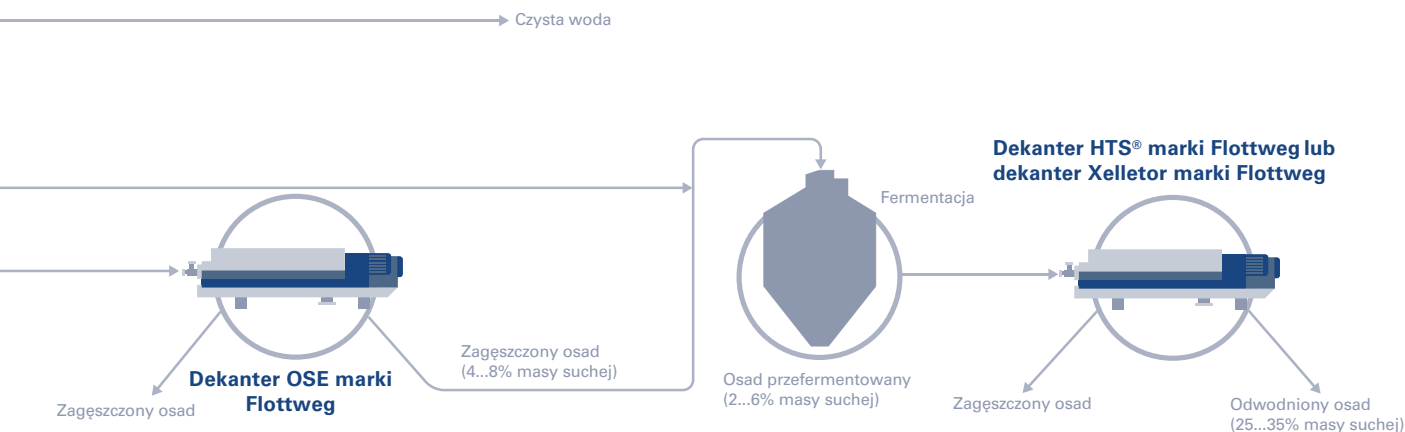 Czysta woda
Dekanter HTS® marki Flottweg lub
dekanter Xelletor marki Flottweg
Fermentacja
Zagęszczony osad
(4...8% masy suchej)
Dekanter OSE marki
Flottweg
Zagęszczony osad
Osad przefermentowany
(2...6% masy suchej)
Zagęszczony osad
Odwodniony osad
(25...35% masy suchej)